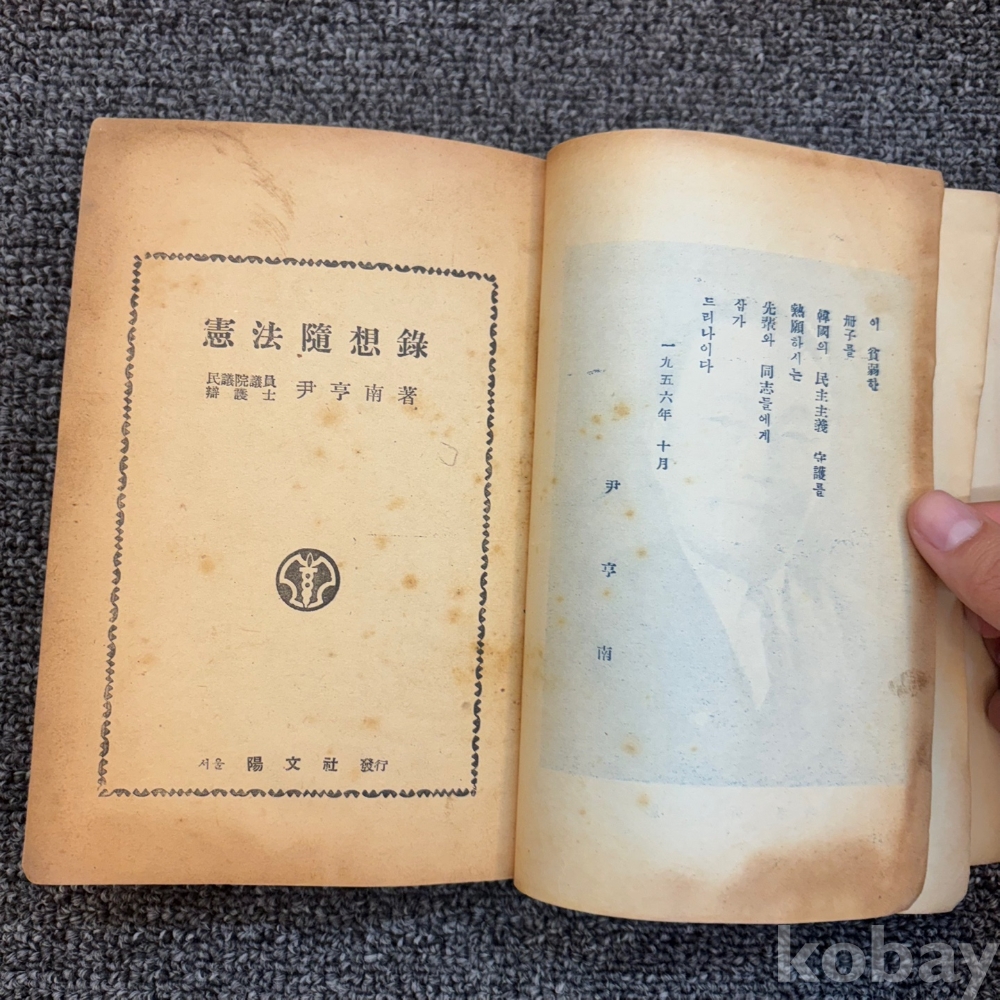 憲法隨想錄
民議院議員
辯護士 尹亨南著
서울 陽文社 發行
이 貧弱한
册子를
韓國의 民主主義 守護를
熱願하시는
先輩와 同志들에게
삼가
드리나이다
一九五六年 十月
尹亨南
kobay